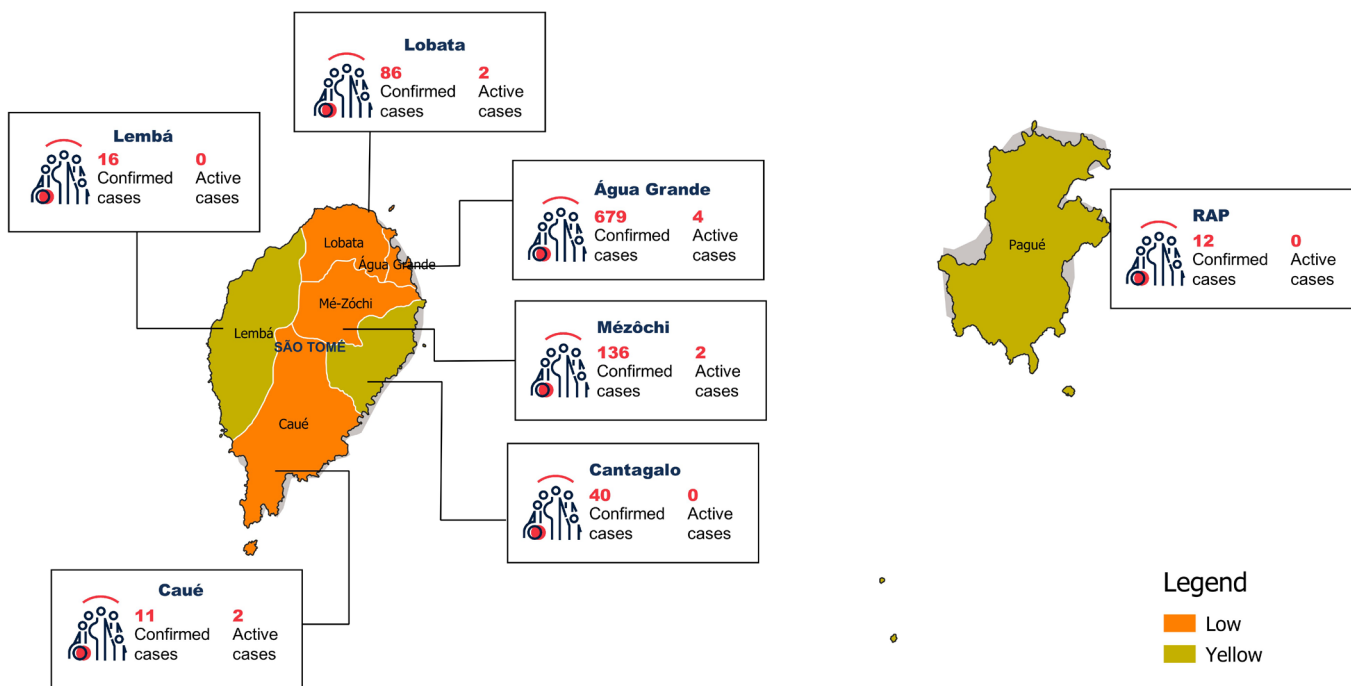 Lobata
86 2
Confirmed Active
cases cases
Lembá
16 0
Confirmed Active
cases cases
Água Grande
679 4
Confirmed Active
cases cases
RAP
12 0
Confirmed Active
cases cases
Mézôchi
136 2
Confirmed Active
cases cases
Cantagalo
40 0
Confirmed Active
cases cases
Caué
11 2
Confirmed Active
cases cases
Lobata
Água Grande
Mé-Zóchi
Lembá
SÃO TOMÉ
Caué
Pagué
Legend
Low
Yellow